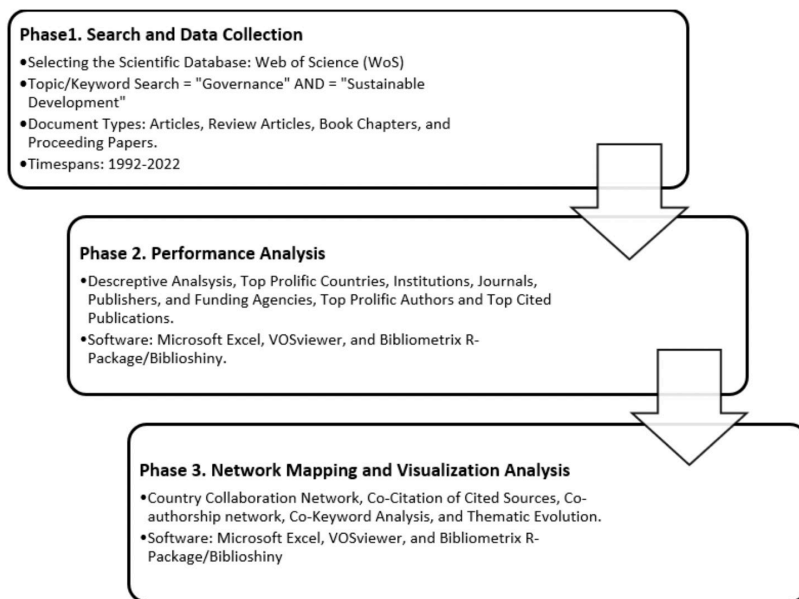 Phase1. Search and Data Collection
•Selecting the Scientific Database: Web of Science (WoS)
•Topic/Keyword Search = "Governance" AND = "Sustainable
Development"
•Document Types: Articles, Review Articles, Book Chapters, and
Proceeding Papers.
•Timespans: 1992-2022
Phase 2. Performance Analysis
•Descreptive Analsysis, Top Prolific Countries, Institutions, Journals,
Publishers, and Funding Agencies, Top Prolific Authors and Top Cited
Publications.
•Software: Microsoft Excel, VOSviewer, and Bibliometrix R-
Package/Biblioshiny.
Phase 3. Network Mapping and Visualization Analysis
•Country Collaboration Network, Co-Citation of Cited Sources, Co-
authorship network, Co-Keyword Analysis, and Thematic Evolution.
•Software: Microsoft Excel, VOSviewer, and Bibliometrix R-
Package/Biblioshiny